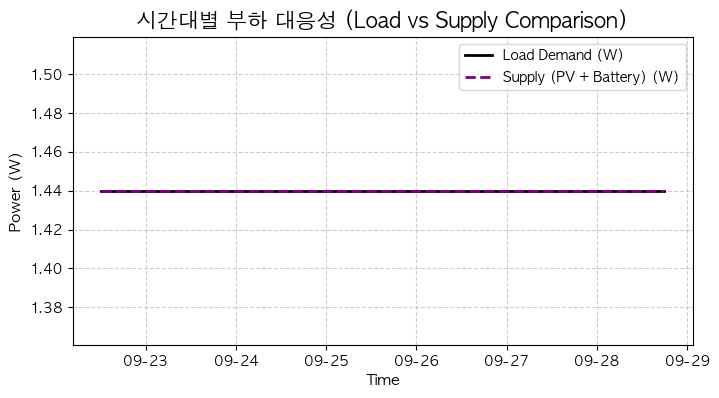 시간대별 부하 대응성 (Load vs Supply Comparison)
Load Demand (W)
Supply (PV + Battery) (W)
Power (W)
1.50
1.48
1.46
1.44
1.42
1.40
1.38
09-23 09-24 09-25 09-26 09-27 09-28 09-29
Time